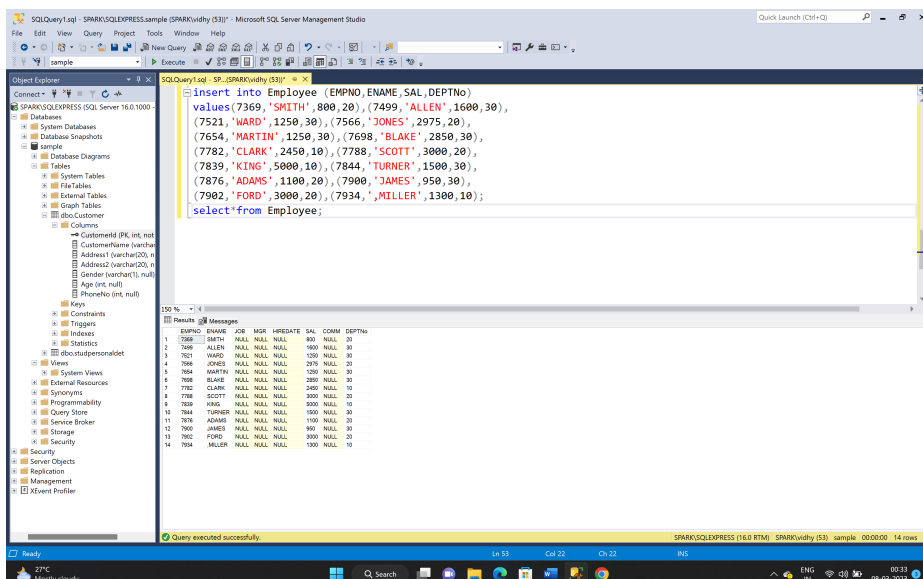 SQLQuery1.sql - SPARK\SQLEXPRESS.sample (SPARK\vidhy (53))* - Microsoft SQL Server Management Studio
Quick Launch (Ctrl+Q)
File Edit View Query Project Tools Window Help
New Query
sample Execute
Object Explorer
SQLQuery1.sql - SP...(SPARK\vidhy (53))*
Connect
SPARK\SQLEXPRESS (SQL Server 16.0.1000 -
Databases
System Databases
Database Snapshots
sample
Database Diagrams
Tables
System Tables
FileTables
External Tables
Graph Tables
dbo.Customer
Columns
CustomerId (PK, int, not
CustomerName (varchar
Address1 (varchar(20), n
Address2 (varchar(20), n
Gender (varchar(1), null)
Age (int, null)
PhoneNo (int, null)
Keys
Constraints
Triggers
Indexes
Statistics
dbo.studpersonaldet
Views
System Views
External Resources
Synonyms
Programmability
Query Store
Service Broker
Storage
Security
Security
Server Objects
Replication
Management
XEvent Profiler
insert into Employee (EMPNO,ENAME,SAL,DEPTNo)
values(7369,'SMITH',800,20),(7499,'ALLEN',1600,30),
(7521,'WARD',1250,30),(7566,'JONES',2975,20),
(7654,'MARTIN',1250,30),(7698,'BLAKE',2850,30),
(7782,'CLARK',2450,10),(7788,'SCOTT',3000,20),
(7839,'KING',5000,10),(7844,'TURNER',1500,30),
(7876,'ADAMS',1100,20),(7900,'JAMES',950,30),
(7902,'FORD',3000,20),(7934,',MILLER',1300,10);
select*from Employee;
150 %
Results Messages
EMPNO ENAME JOB MGR HIREDATE SAL COMM DEPTNo
1 7369 SMITH NULL NULL NULL 800 NULL 20
2 7499 ALLEN NULL NULL NULL 1600 NULL 30
3 7521 WARD NULL NULL NULL 1250 NULL 30
4 7566 JONES NULL NULL NULL 2975 NULL 20
5 7654 MARTIN NULL NULL NULL 1250 NULL 30
6 7698 BLAKE NULL NULL NULL 2850 NULL 30
7 7782 CLARK NULL NULL NULL 2450 NULL 10
8 7788 SCOTT NULL NULL NULL 3000 NULL 20
9 7839 KING NULL NULL NULL 5000 NULL 10
10 7844 TURNER NULL NULL NULL 1500 NULL 30
11 7876 ADAMS NULL NULL NULL 1100 NULL 20
12 7900 JAMES NULL NULL NULL 950 NULL 30
13 7902 FORD NULL NULL NULL 3000 NULL 20
14 7934 ,MILLER NULL NULL NULL 1300 NULL 10
Query executed successfully. SPARK\SQLEXPRESS (16.0 RTM) SPARK\vidhy (53) sample 00:00:00 14 rows
Ready Ln 53 Col 22 Ch 22 INS
27°C
Mostly cloudy
Search
ENG
IN
00:33
08-03-2023